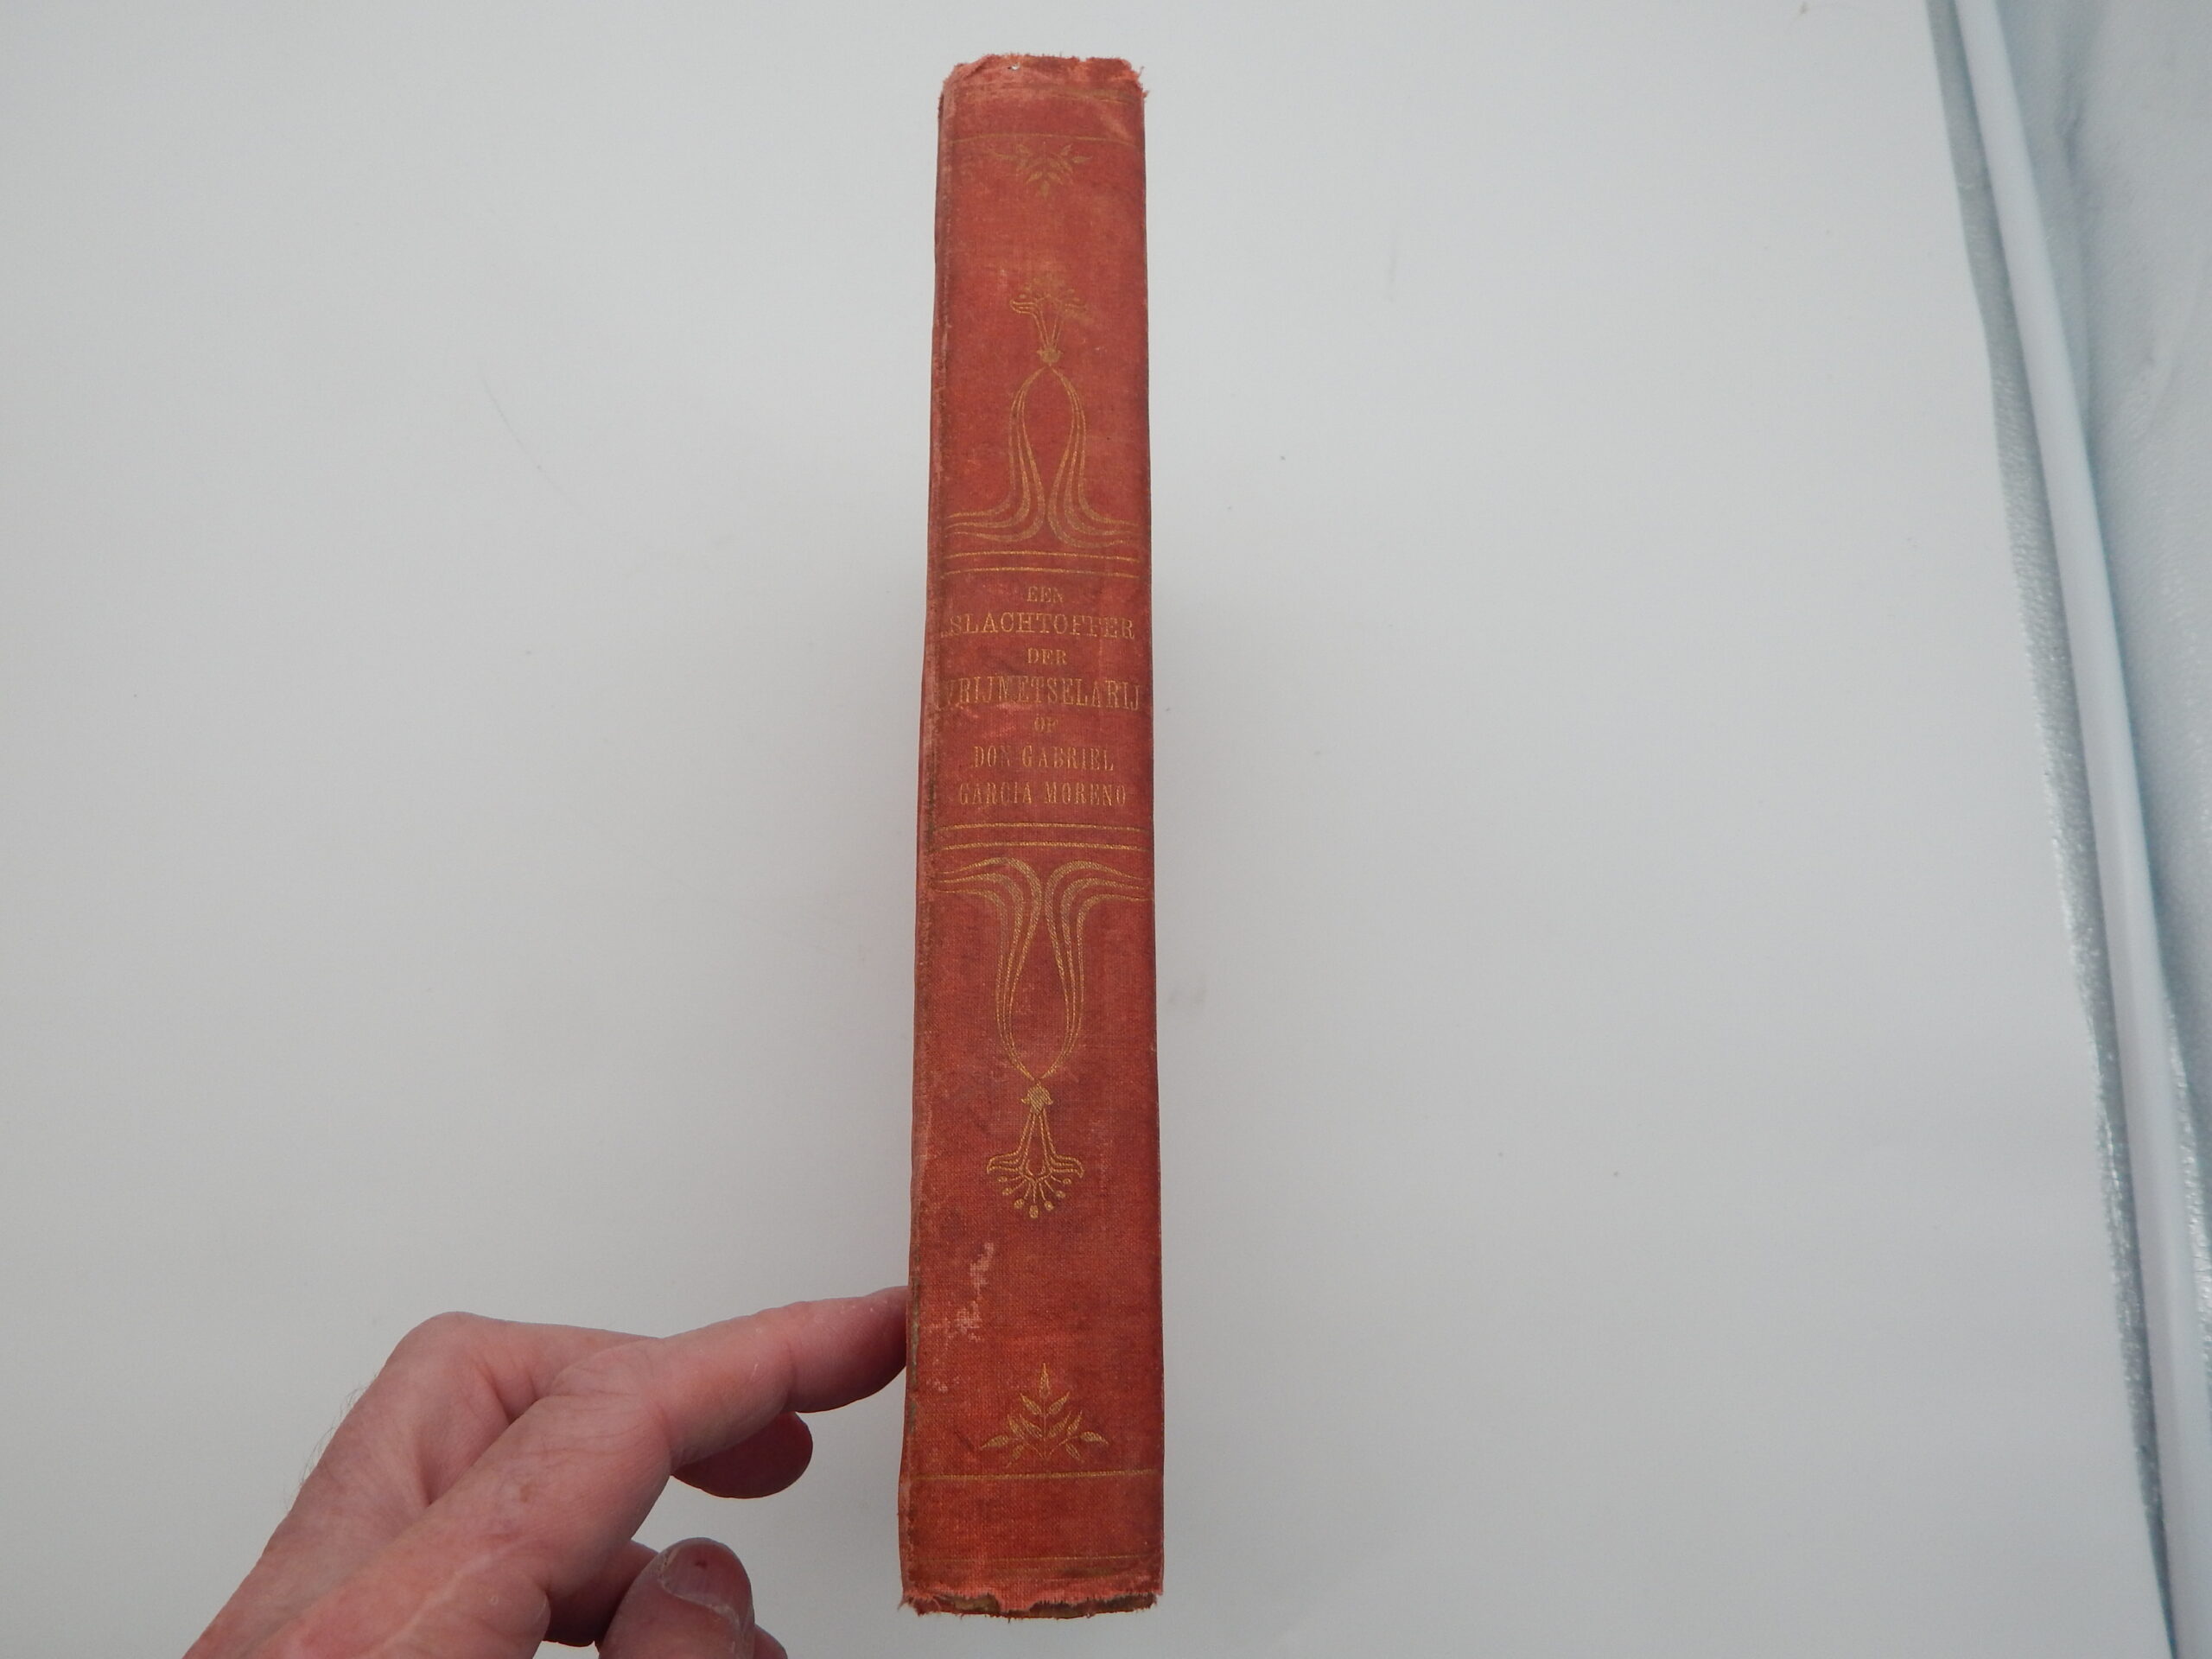 EEN
SLACHTOFFER
DER
VRIJMETSELARIJ
OF
DON GABRIEL
GARCIA MORENO